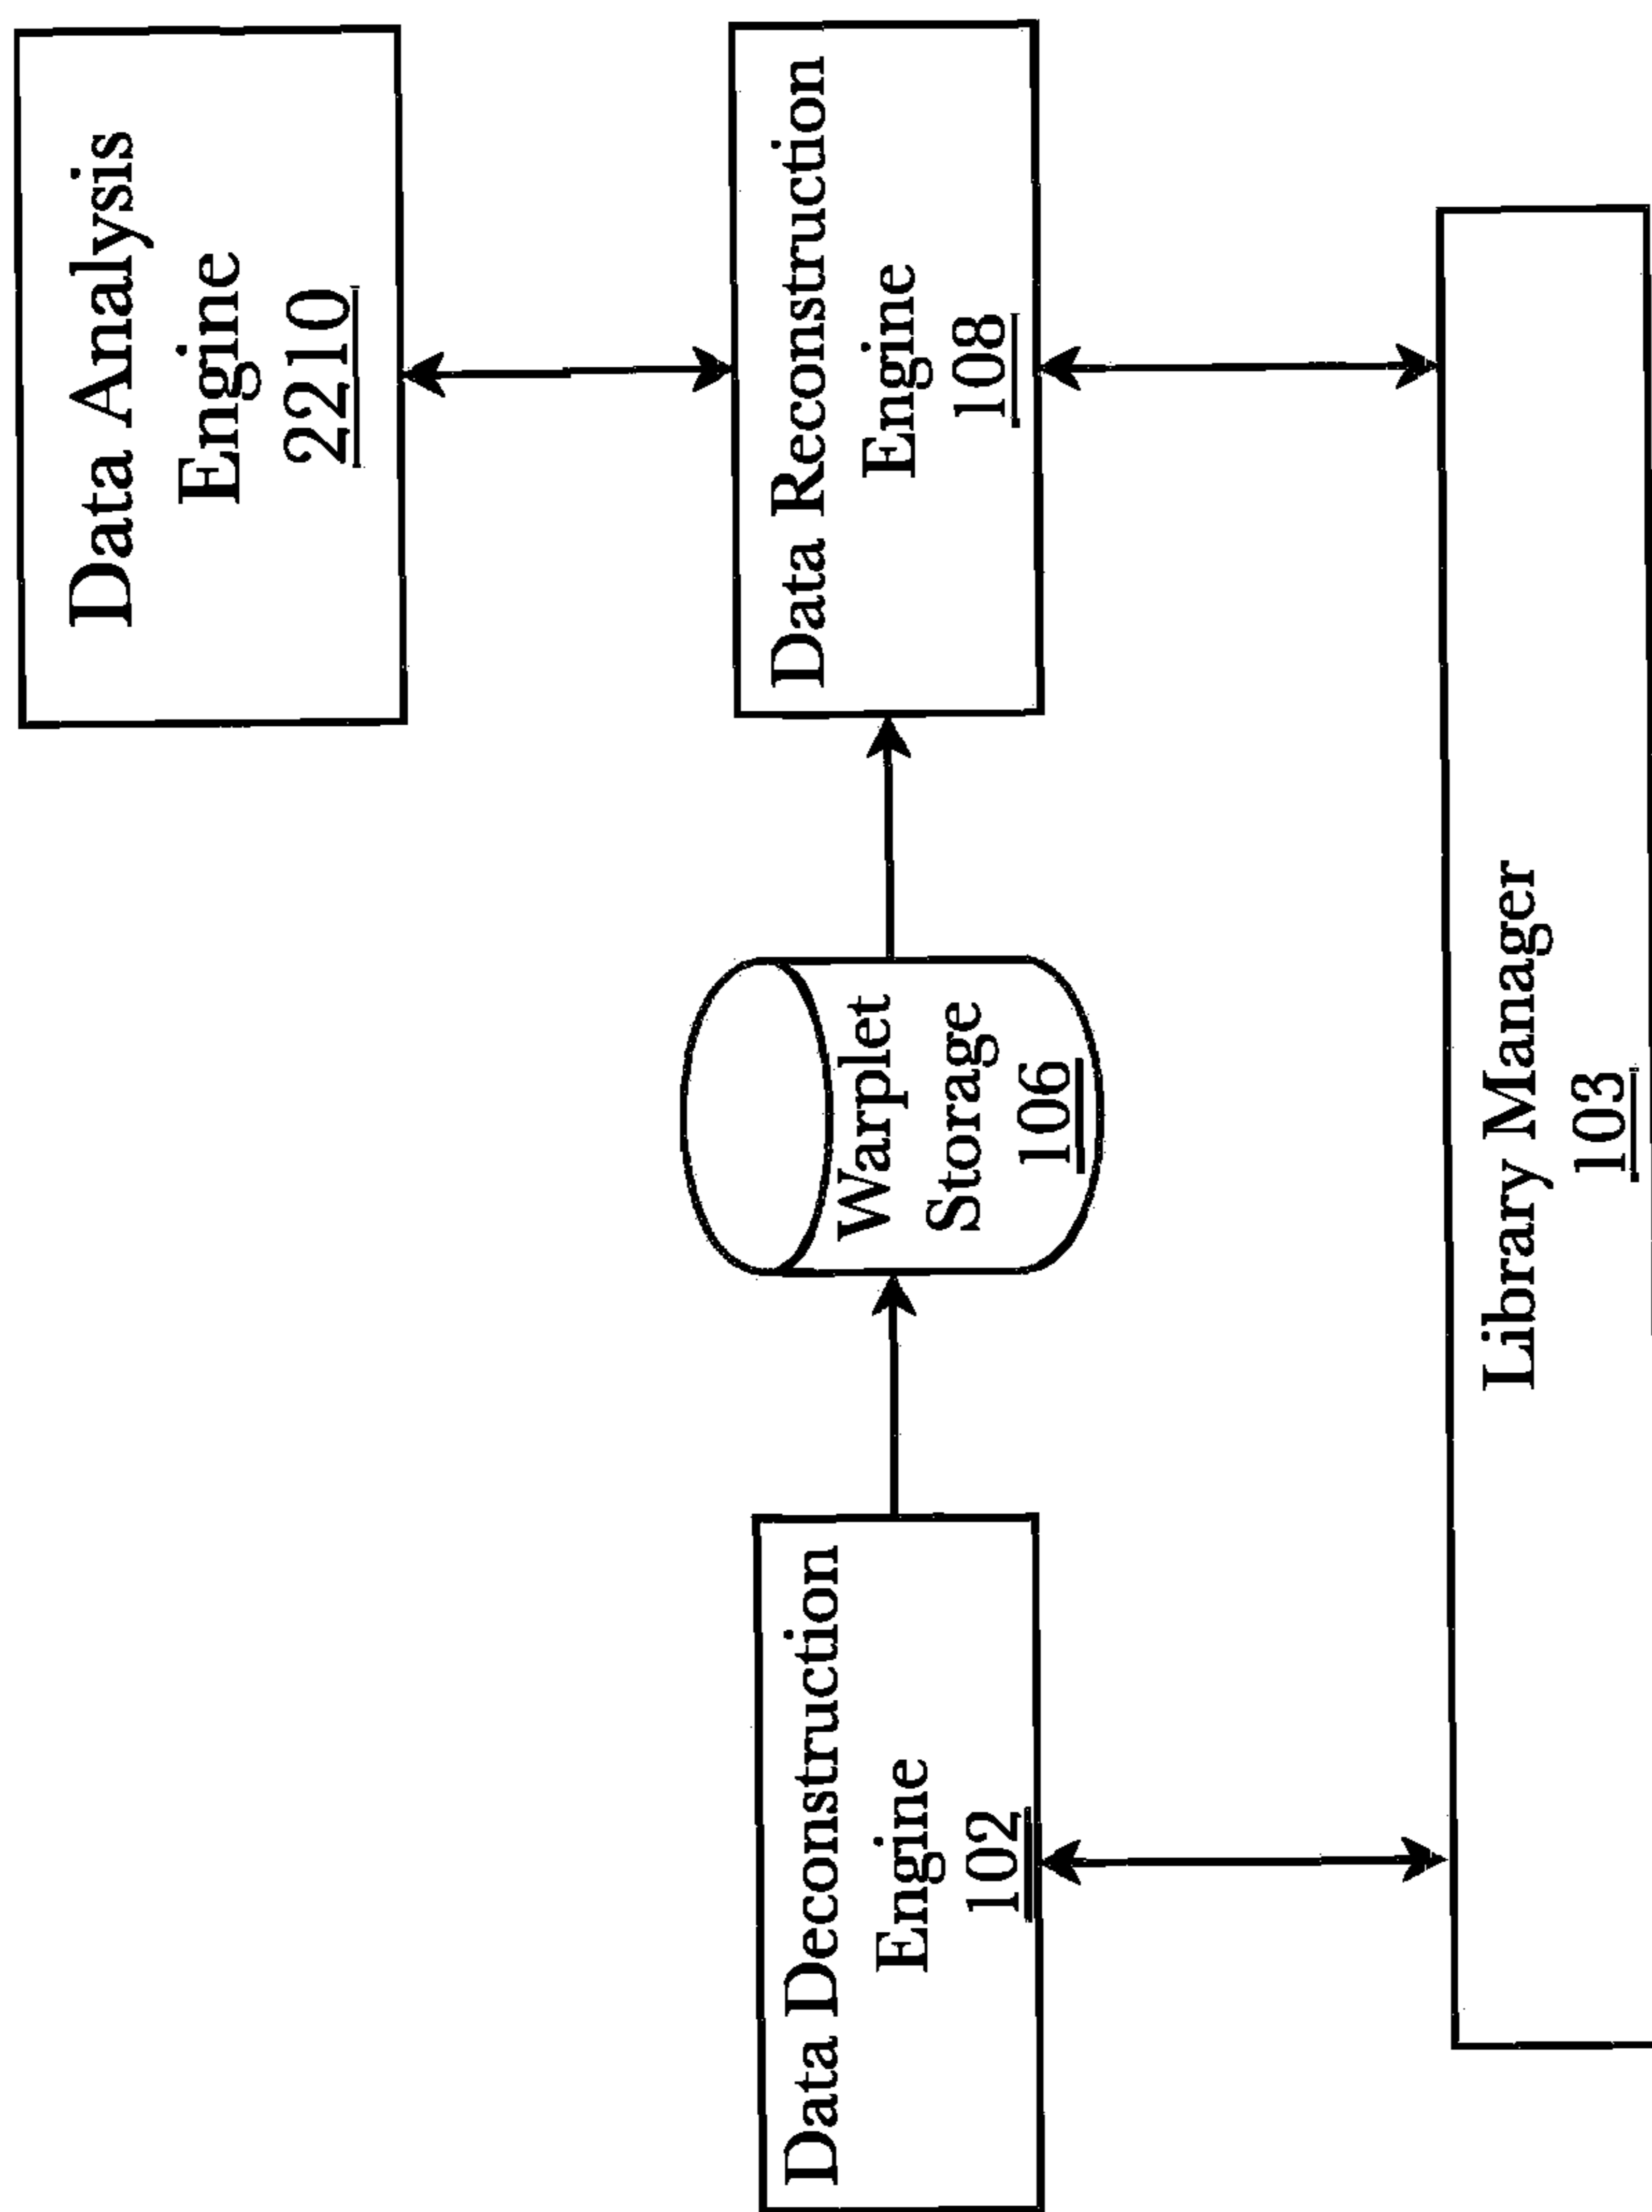 Data Analysis
Engine
2210
Data Deconstruction
Engine
102
Warplet
Storage
106
Data Reconstruction
Engine
108
Library Manager
103